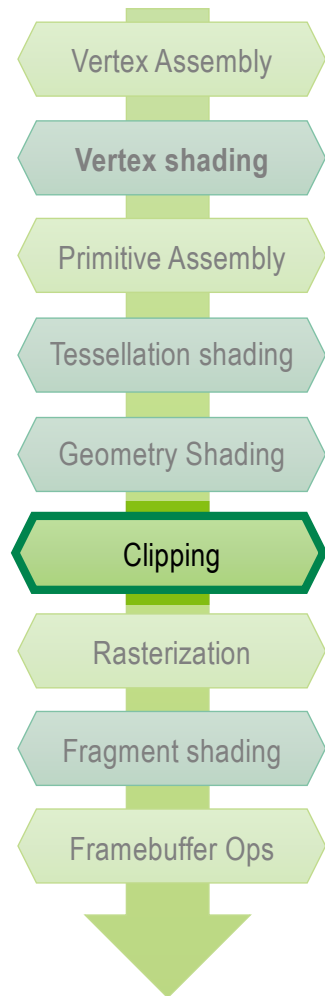 Vertex Assembly
Vertex shading
Primitive Assembly
Tessellation shading
Geometry Shading
Clipping
Rasterization
Fragment shading
Framebuffer Ops